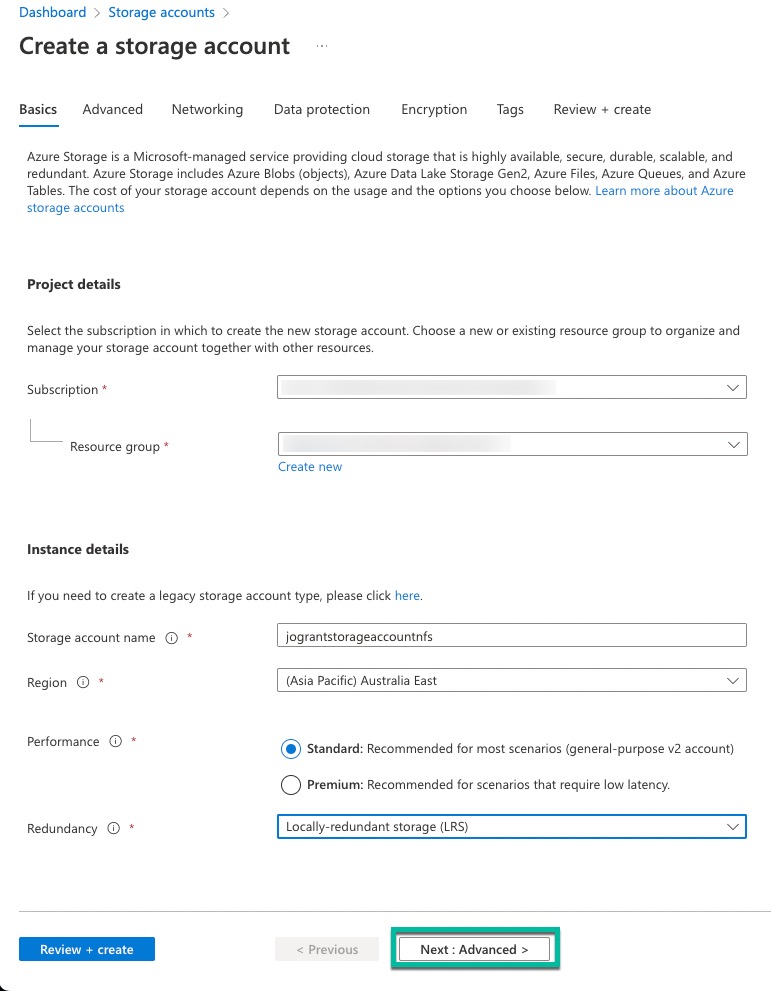 Dashboard > Storage accounts >
Create a storage account ...
Basics Advanced Networking Data protection Encryption Tags Review + create
Azure Storage is a Microsoft-managed service providing cloud storage that is highly available, secure, durable, scalable, and
redundant. Azure Storage includes Azure Blobs (objects), Azure Data Lake Storage Gen2, Azure Files, Azure Queues, and Azure
Tables. The cost of your storage account depends on the usage and the options you choose below. Learn more about Azure
storage accounts
Project details
Select the subscription in which to create the new storage account. Choose a new or existing resource group to organize and
manage your storage account together with other resources.
Subscription *
Resource group *
Create new
Instance details
If you need to create a legacy storage account type, please click here.
Storage account name * jograntstorageaccountnfs
Region * (Asia Pacific) Australia East
Performance * Standard: Recommended for most scenarios (general-purpose v2 account)
Premium: Recommended for scenarios that require low latency.
Redundancy * Locally-redundant storage (LRS)
Review + create < Previous Next : Advanced >